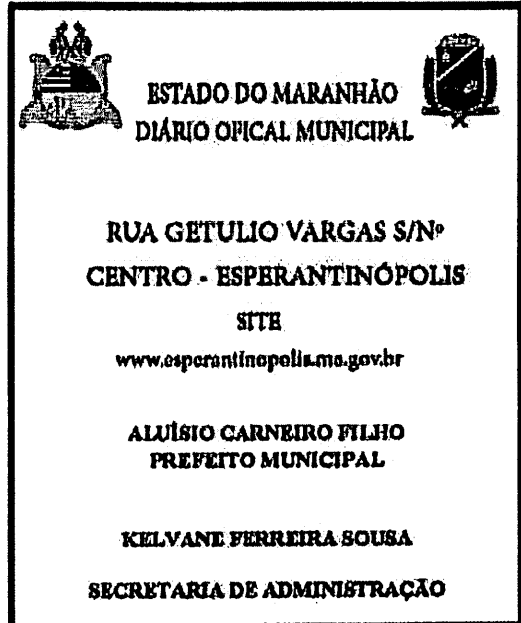 ESTADO DO MARANHÃO
DIÁRIO OFICAL MUNICIPAL
RUA GETULIO VARGAS S/Nº
CENTRO - ESPERANTINÓPOLIS
SITE
www.esperantinopolis.ma.gov.br
ALUÍSIO CARNEIRO FILHO
PREFEITO MUNICIPAL
KELVANE FERREIRA SOUSA
SECRETARIA DE ADMINISTRAÇÃO